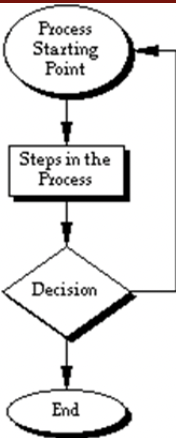 Process
Starting
Point
Steps in the
Process
Decision
End